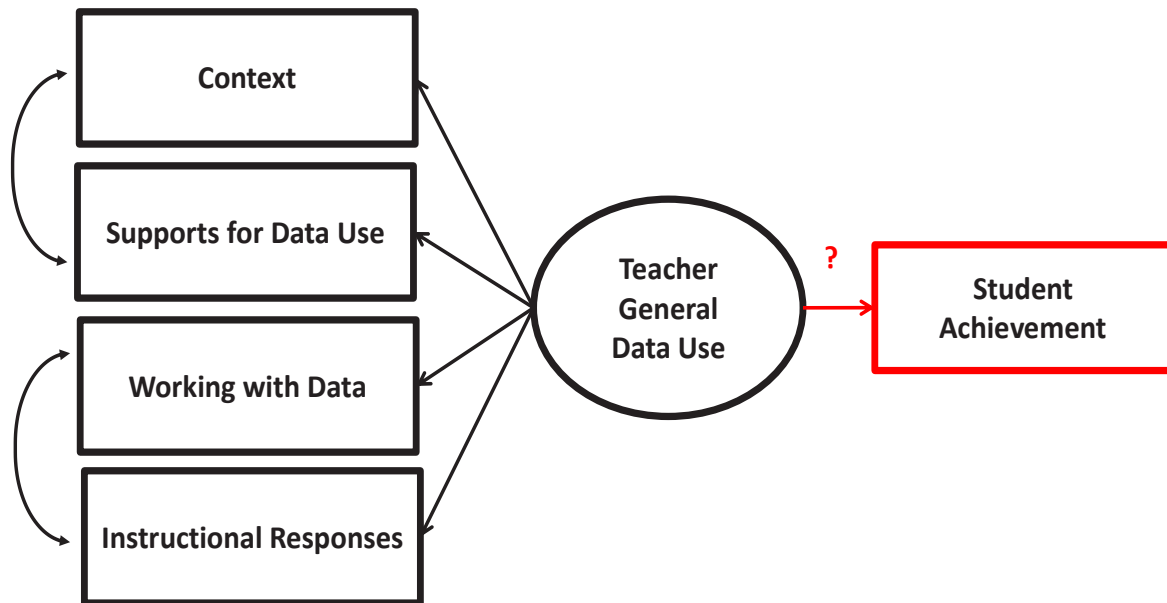 Context
Supports for Data Use
Working with Data
Instructional Responses
Teacher
General
Data Use
?
Student
Achievement